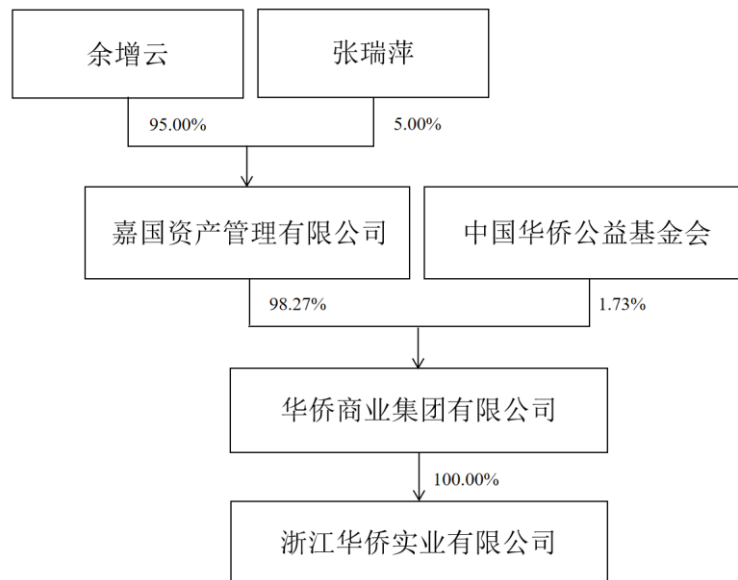 余增云
张瑞萍
95.00%
5.00%
嘉国资产管理有限公司
中国华侨公益基金会
98.27%
1.73%
华侨商业集团有限公司
100.00%
浙江华侨实业有限公司